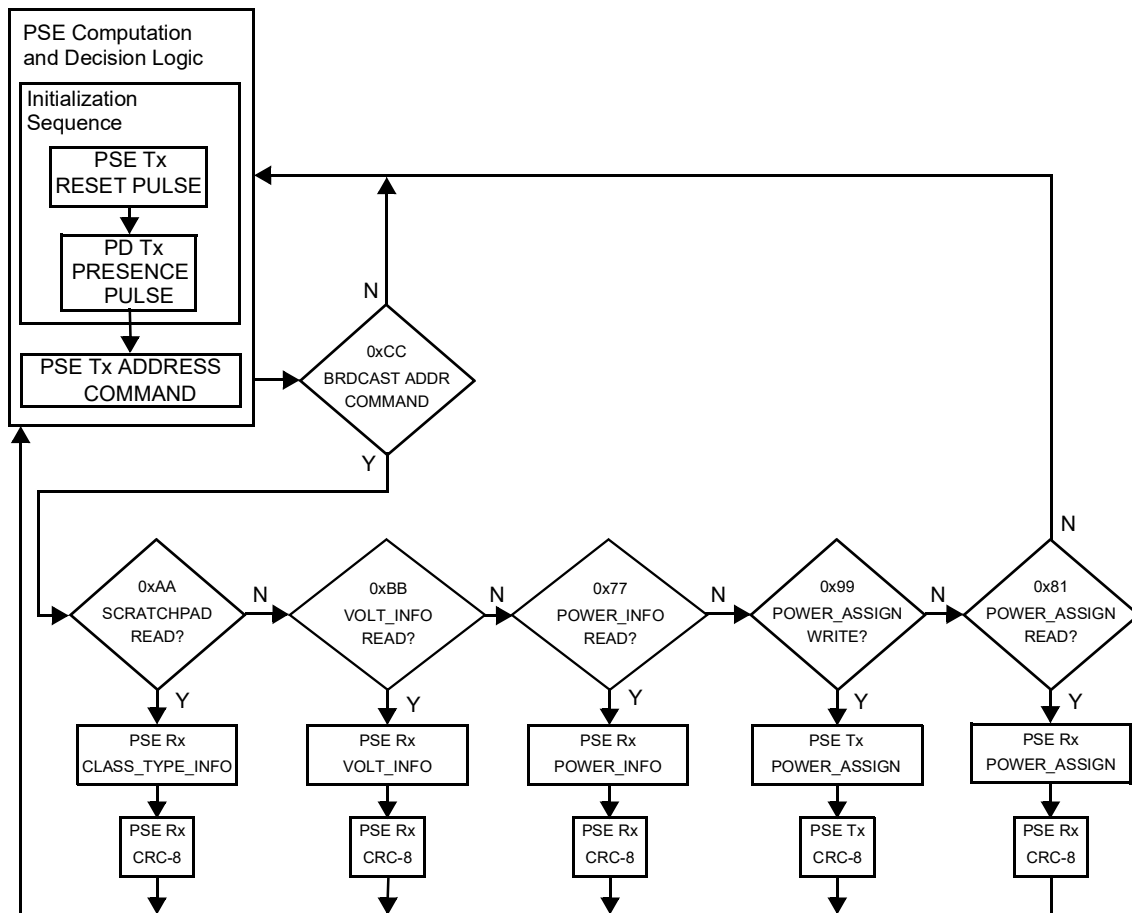 PSE Computation
and Decision Logic
Initialization
Sequence
PSE Tx
RESET PULSE
PD Tx
PRESENCE
PULSE
PSE Tx ADDRESS
COMMAND
N
0xCC
BRDCAST ADDR
COMMAND
Y
0xAA
SCRATCHPAD
READ?
N
Y
0xBB
VOLT_INFO
READ?
N
Y
0x77
POWER_INFO
READ?
N
Y
0x99
POWER_ASSIGN
WRITE?
N
Y
0x81
POWER_ASSIGN
READ?
N
Y
PSE Rx
CLASS_TYPE_INFO
PSE Rx
VOLT_INFO
PSE Rx
POWER_INFO
PSE Tx
POWER_ASSIGN
PSE Rx
POWER_ASSIGN
PSE Rx
CRC-8
PSE Rx
CRC-8
PSE Rx
CRC-8
PSE Tx
CRC-8
PSE Rx
CRC-8